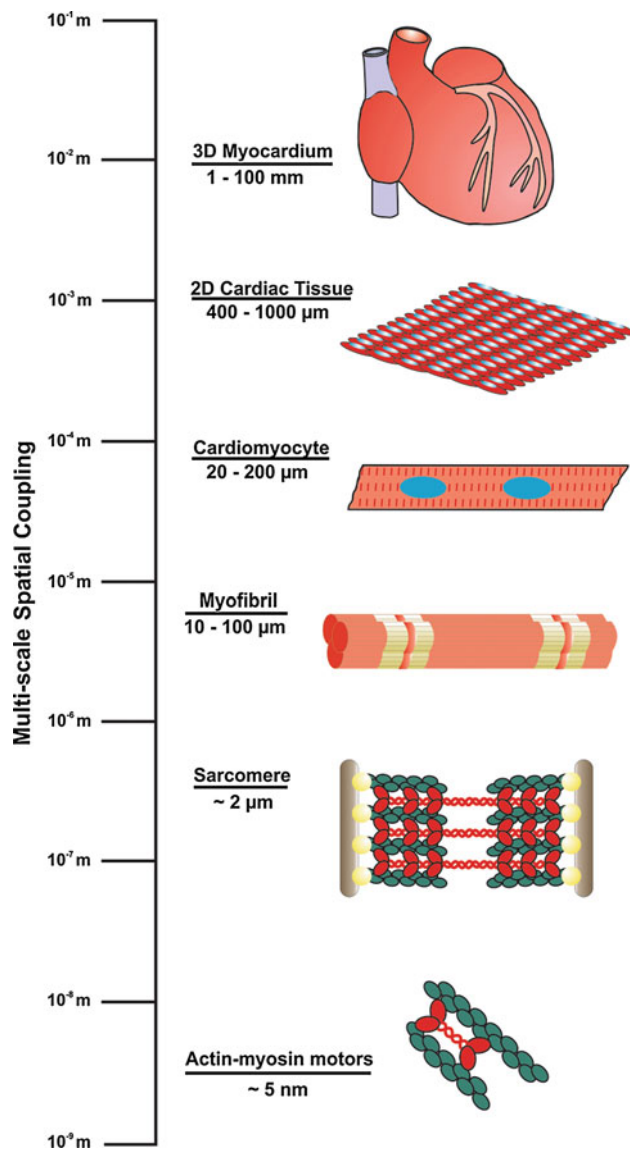 10⁻¹ m
3D Myocardium
10⁻² m
1 - 100 mm
2D Cardiac Tissue
10⁻³ m
400 - 1000 µm
10⁻⁴ m
Cardiomyocyte
20 - 200 µm
Multi-scale Spatial Coupling
10⁻⁵ m
Myofibril
10 - 100 µm
10⁻⁶ m
Sarcomere
~ 2 µm
10⁻⁷ m
10⁻⁸ m
Actin-myosin motors
~ 5 nm
10⁻⁹ m